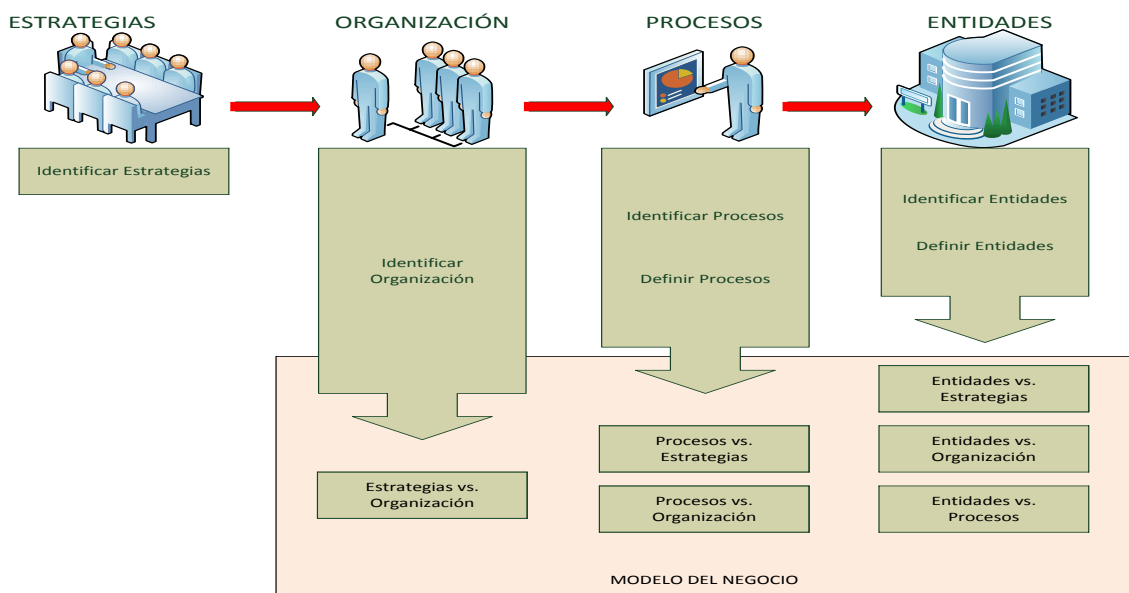 ESTRATEGIAS
ORGANIZACIÓN
PROCESOS
ENTIDADES
Identificar Estrategias
Identificar
Organización
Identificar Procesos
Definir Procesos
Identificar Entidades
Definir Entidades
Estrategias vs.
Organización
Procesos vs.
Estrategias
Procesos vs.
Organización
Entidades vs.
Estrategias
Entidades vs.
Organización
Entidades vs.
Procesos
MODELO DEL NEGOCIO